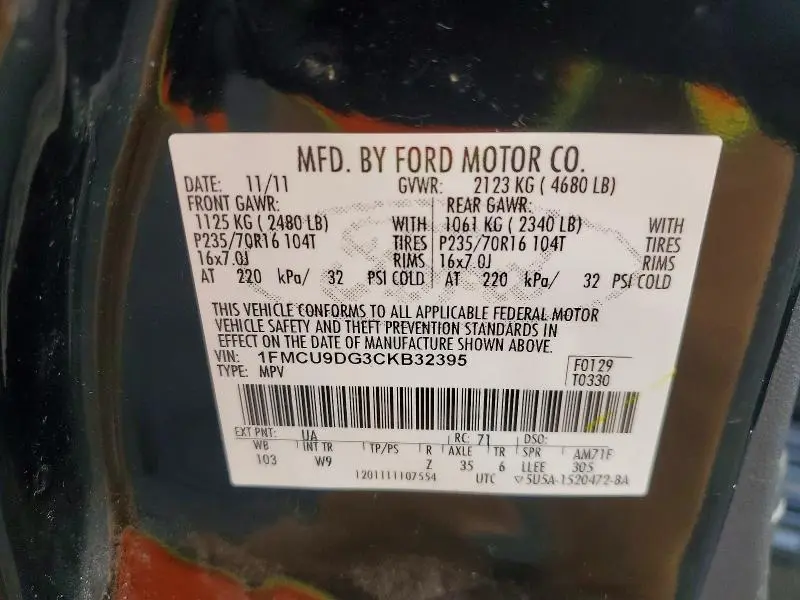 MFD. BY FORD MOTOR CO.
DATE: 11/11 GVWR: 2123 KG ( 4680 LB)
FRONT GAWR: REAR GAWR:
1125 KG ( 2480 LB) WITH 1061 KG ( 2340 LB) WITH
P235/70R16 104T TIRES P235/70R16 104T TIRES
16x7.0J RIMS 16x7.0J RIMS
AT 220 kPa/ 32 PSI COLD AT 220 kPa/ 32 PSI COLD
THIS VEHICLE CONFORMS TO ALL APPLICABLE FEDERAL MOTOR
VEHICLE SAFETY AND THEFT PREVENTION STANDARDS IN
EFFECT ON THE DATE OF MANUFACTURE SHOWN ABOVE.
VIN: 1FMCU9DG3CKB32395 F0129
TYPE: MPV T0330
EXT PNT: UA RC: 71 DSO:
WB INT TR TP/PS R AXLE TR SPR AM71F
103 W9 Z 35 6 LLEE 305
1201111107554 UTC ▽5U5A-1520472-BA